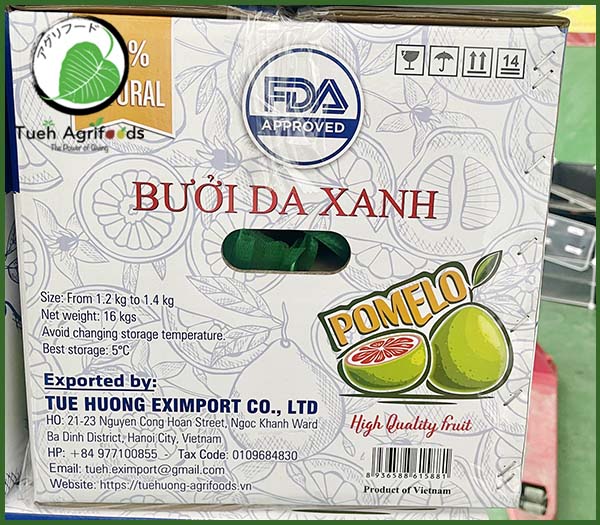 アグリフード
%
URAL
Tueh Agrifoods
The Power of Giving
FDA
APPROVED
14
BƯỞI DA XANH
Size: From 1.2 kg to 1.4 kg
Net weight: 16 kgs
Avoid changing storage temperature.
Best storage: 5°C
POMELO
Exported by:
TUE HUONG EXIMPORT CO., LTD
HO: 21-23 Nguyen Cong Hoan Street, Ngoc Khanh Ward
Ba Dinh District, Hanoi City, Vietnam
HP: +84 977100855 - Tax Code: 0109684830
Email: tueh.eximport@gmail.com
Website: https://tuehuong-agrifoods.vn
High Quality fruit
8 936588 615881
Product of Vietnam